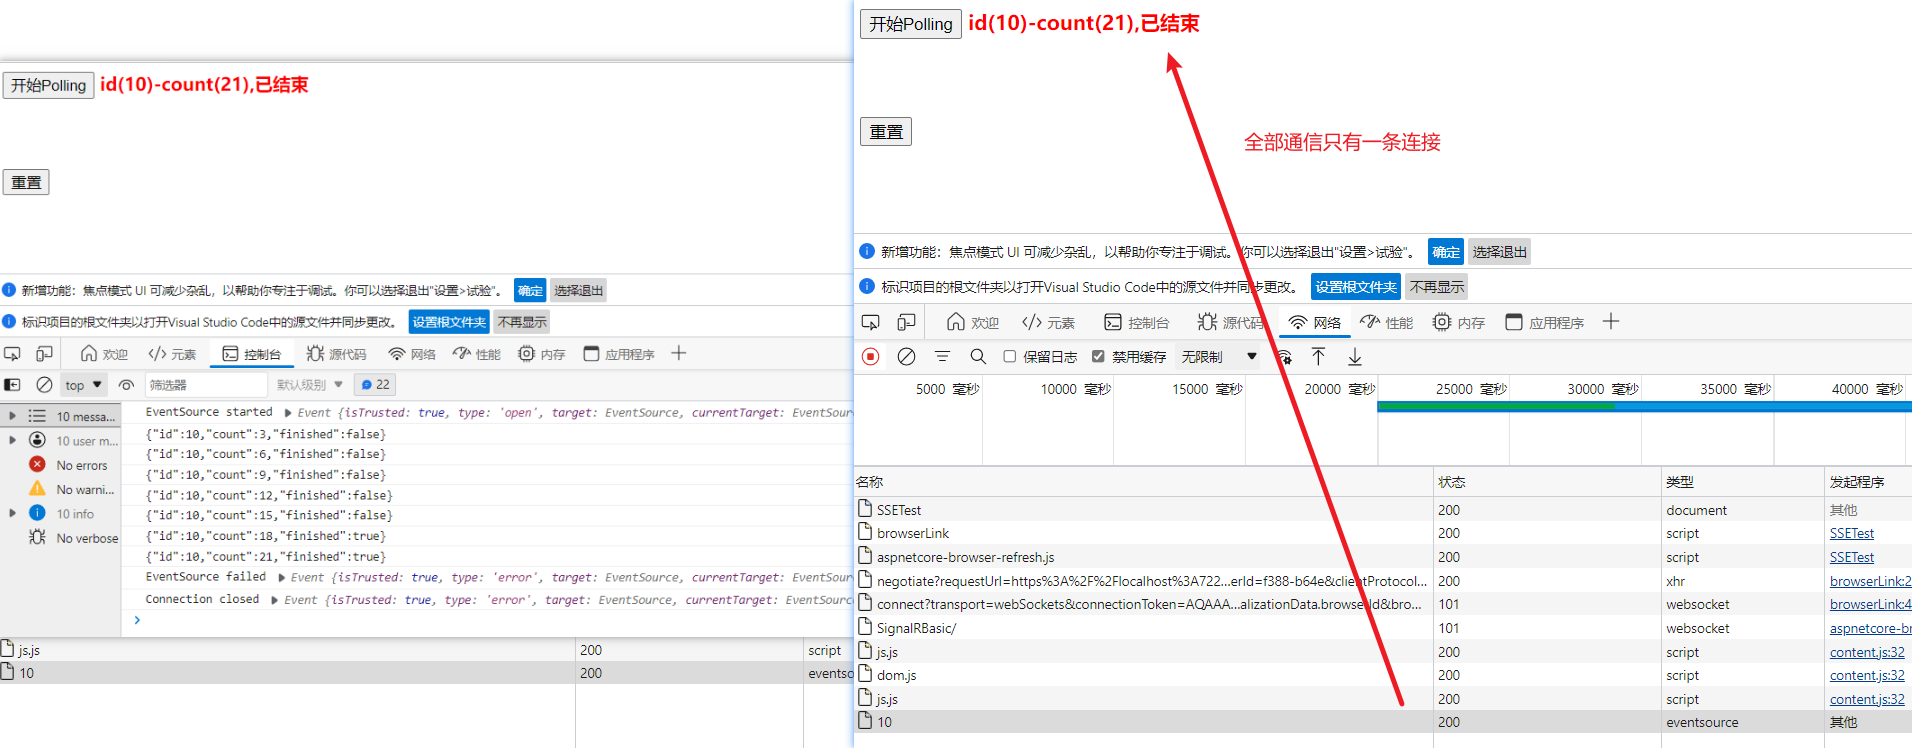 开始Polling id(10)-count(21),已结束
重置
新增功能：焦点模式 UI 可减少杂乱，以帮助你专注于调试。你可以选择退出"设置>试验"。 确定 选择退出
标识项目的根文件夹以打开Visual Studio Code中的源文件并同步更改。 设置根文件夹 不再显示
欢迎 元素 控制台 源代码 网络 性能 内存 应用程序
top 筛选器 默认级别 22
10 messa...
10 user m...
No errors
No warni...
10 info
No verbose
EventSource started Event {isTrusted: true, type: 'open', target: EventSource, currentTarget: EventSour
{"id":10,"count":3,"finished":false}
{"id":10,"count":6,"finished":false}
{"id":10,"count":9,"finished":false}
{"id":10,"count":12,"finished":false}
{"id":10,"count":15,"finished":false}
{"id":10,"count":18,"finished":true}
{"id":10,"count":21,"finished":true}
EventSource failed Event {isTrusted: true, type: 'error', target: EventSource, currentTarget: EventSour
Connection closed Event {isTrusted: true, type: 'error', target: EventSource, currentTarget: EventSourc
js.js 200 script
10 200 eventso
开始Polling id(10)-count(21),已结束
重置
全部通信只有一条连接
新增功能：焦点模式 UI 可减少杂乱，以帮助你专注于调试。你可以选择退出"设置>试验"。 确定 选择退出
标识项目的根文件夹以打开Visual Studio Code中的源文件并同步更改。 设置根文件夹 不再显示
欢迎 元素 控制台 源代码 网络 性能 内存 应用程序
保留日志 禁用缓存 无限制
5000 毫秒 10000 毫秒 15000 毫秒 20000 毫秒 25000 毫秒 30000 毫秒 35000 毫秒 40000 毫秒
名称 状态 类型 发起程序
SSETest 200 document 其他
browserLink 200 script SSETest
aspnetcore-browser-refresh.js 200 script SSETest
negotiate?requestUrl=https%3A%2F%2Flocalhost%3A722...erId=f388-b64e&clientProtocol... 200 xhr browserLink:2
connect?transport=webSockets&connectionToken=AQAAA...alizationData.browserId&bro... 101 websocket browserLink:4
SignalRBasic/ 101 websocket aspnetcore-br
js.js 200 script content.js:32
dom.js 200 script content.js:32
js.js 200 script content.js:32
10 200 eventsource 其他